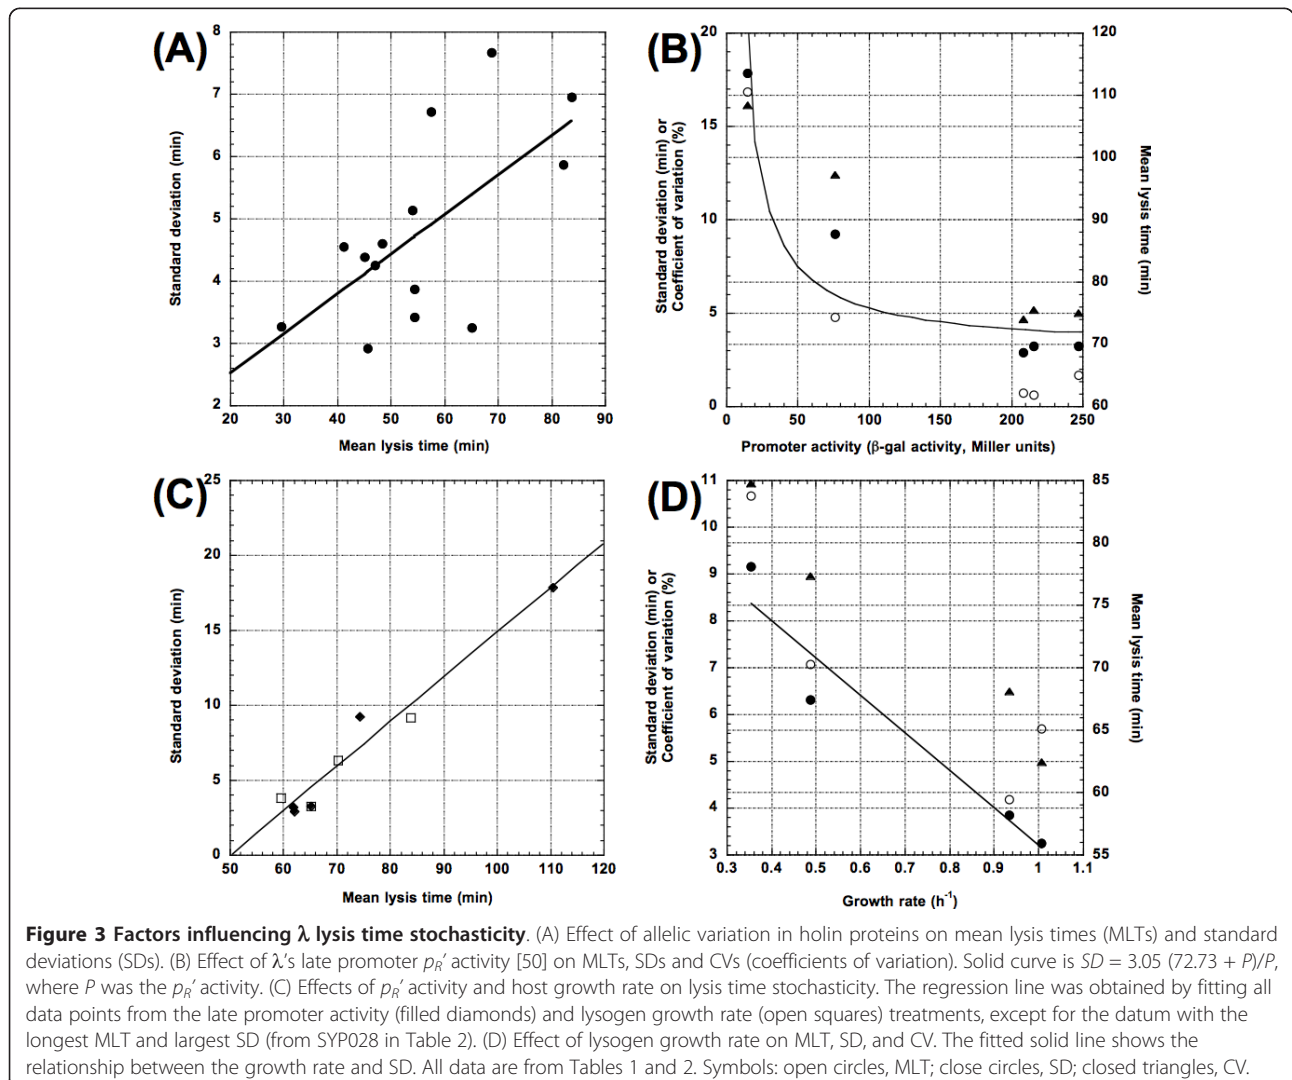 (A)
8
7
6
5
4
3
2
Standard deviation (min)
20 30 40 50 60 70 80 90
Mean lysis time (min)
(B)
20
15
10
5
0
Standard deviation (min) or
Coefficient of variation (%)
120
110
100
90
80
70
60
Mean lysis time (min)
0 50 100 150 200 250
Promoter activity (β-gal activity, Miller units)
(C)
25
20
15
10
5
0
Standard deviation (min)
50 60 70 80 90 100 110 120
Mean lysis time (min)
(D)
11
10
9
8
7
6
5
4
3
Standard deviation (min) or
Coefficient of variation (%)
85
80
75
70
65
60
55
Mean lysis time (min)
0.3 0.4 0.5 0.6 0.7 0.8 0.9 1 1.1
Growth rate (h⁻¹)
Figure 3 Factors influencing λ lysis time stochasticity. (A) Effect of allelic variation in holin proteins on mean lysis times (MLTs) and standard
deviations (SDs). (B) Effect of λ's late promoter pR′ activity [50] on MLTs, SDs and CVs (coefficients of variation). Solid curve is SD = 3.05 (72.73 + P)/P,
where P was the pR′ activity. (C) Effects of pR′ activity and host growth rate on lysis time stochasticity. The regression line was obtained by fitting all
data points from the late promoter activity (filled diamonds) and lysogen growth rate (open squares) treatments, except for the datum with the
longest MLT and largest SD (from SYP028 in Table 2). (D) Effect of lysogen growth rate on MLT, SD, and CV. The fitted solid line shows the
relationship between the growth rate and SD. All data are from Tables 1 and 2. Symbols: open circles, MLT; close circles, SD; closed triangles, CV.